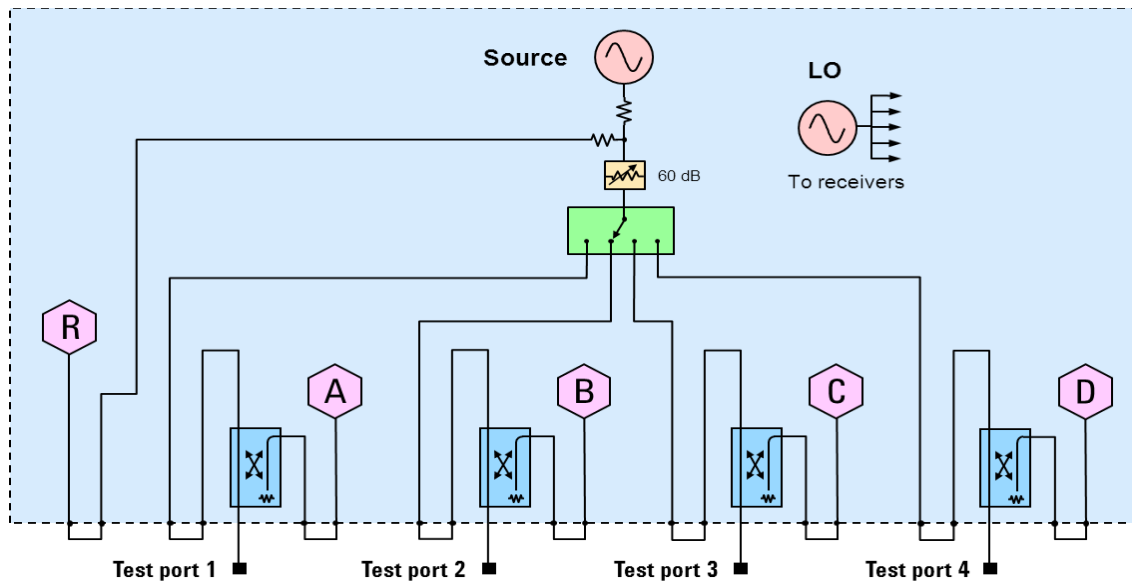 Source
LO
60 dB
To receivers
R
A
B
C
D
Test port 1
Test port 2
Test port 3
Test port 4